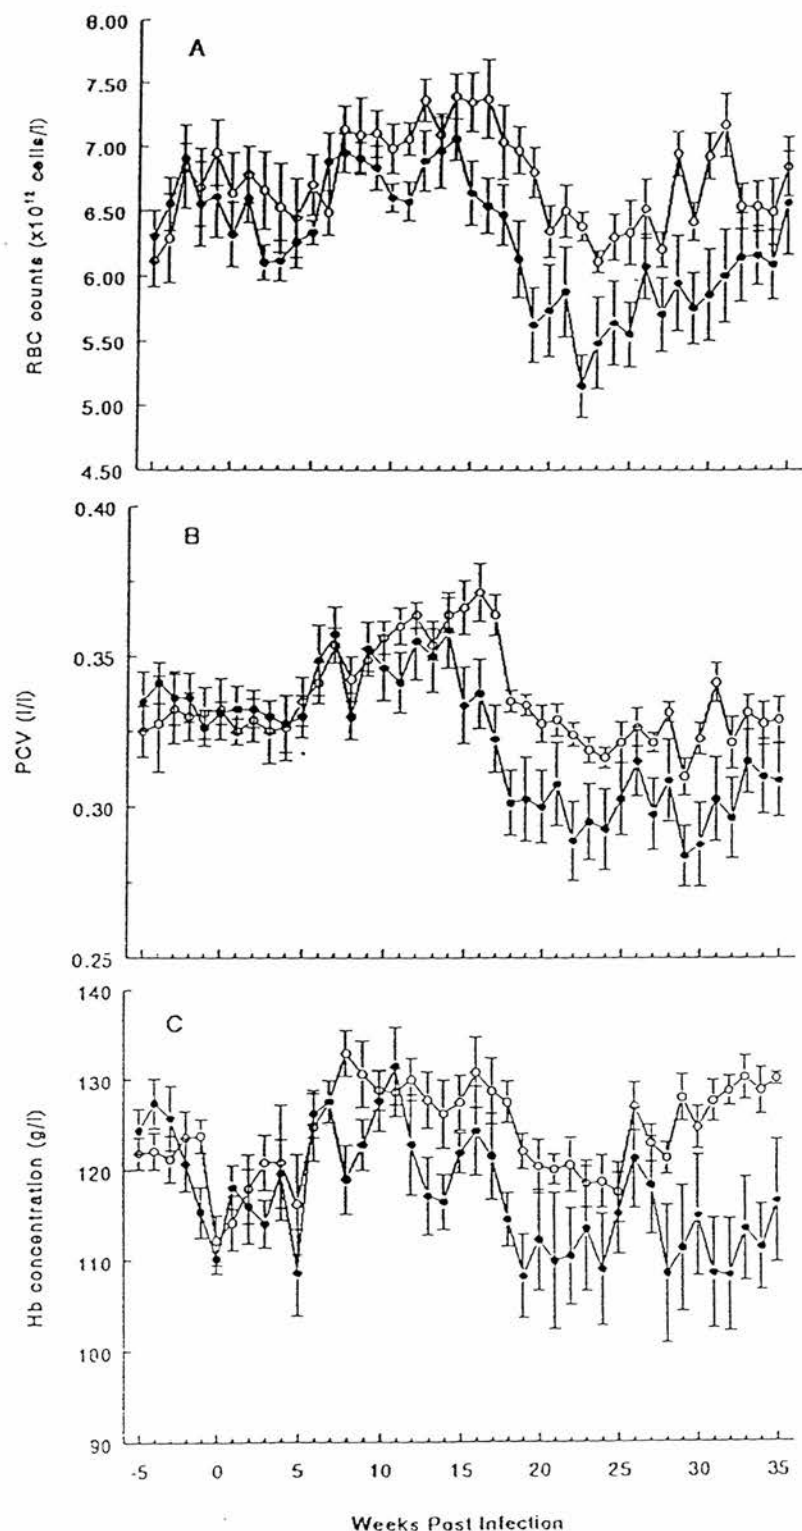 8.00
A
7.50
7.00
6.50
6.00
5.50
5.00
4.50
RBC counts (x10¹² cells/l)
0.40
B
0.35
0.30
0.25
PCV (l/l)
140
C
130
120
110
100
90
Hb concentration (g/l)
-5 0 5 10 15 20 25 30 35
Weeks Post Infection